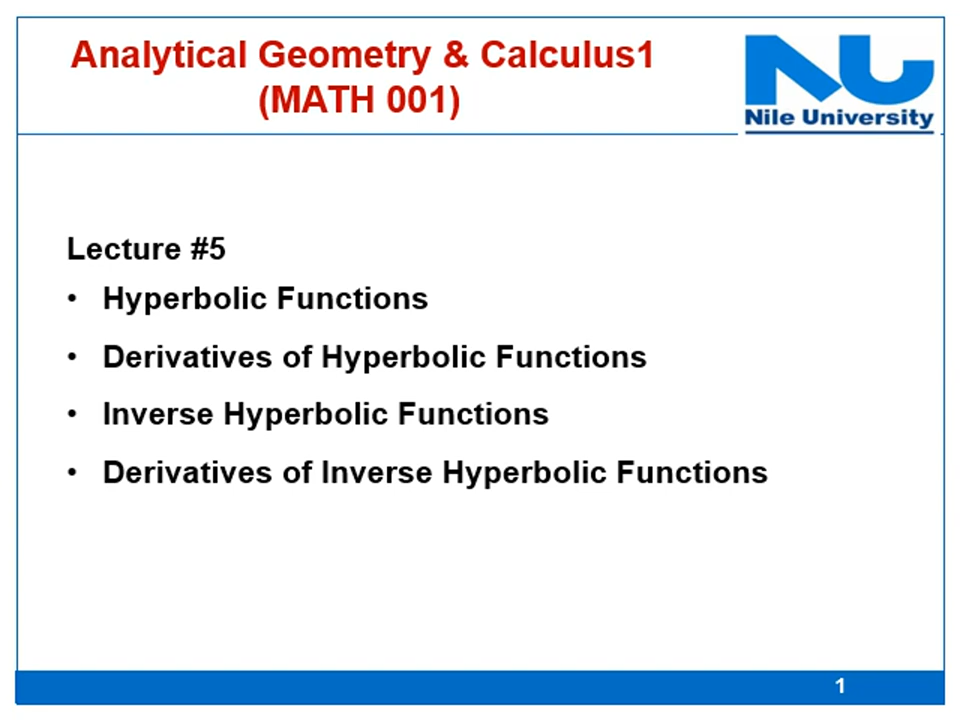 Analytical Geometry & Calculus1
(MATH 001)
NU
Nile University
Lecture #5
• Hyperbolic Functions
• Derivatives of Hyperbolic Functions
• Inverse Hyperbolic Functions
• Derivatives of Inverse Hyperbolic Functions
1